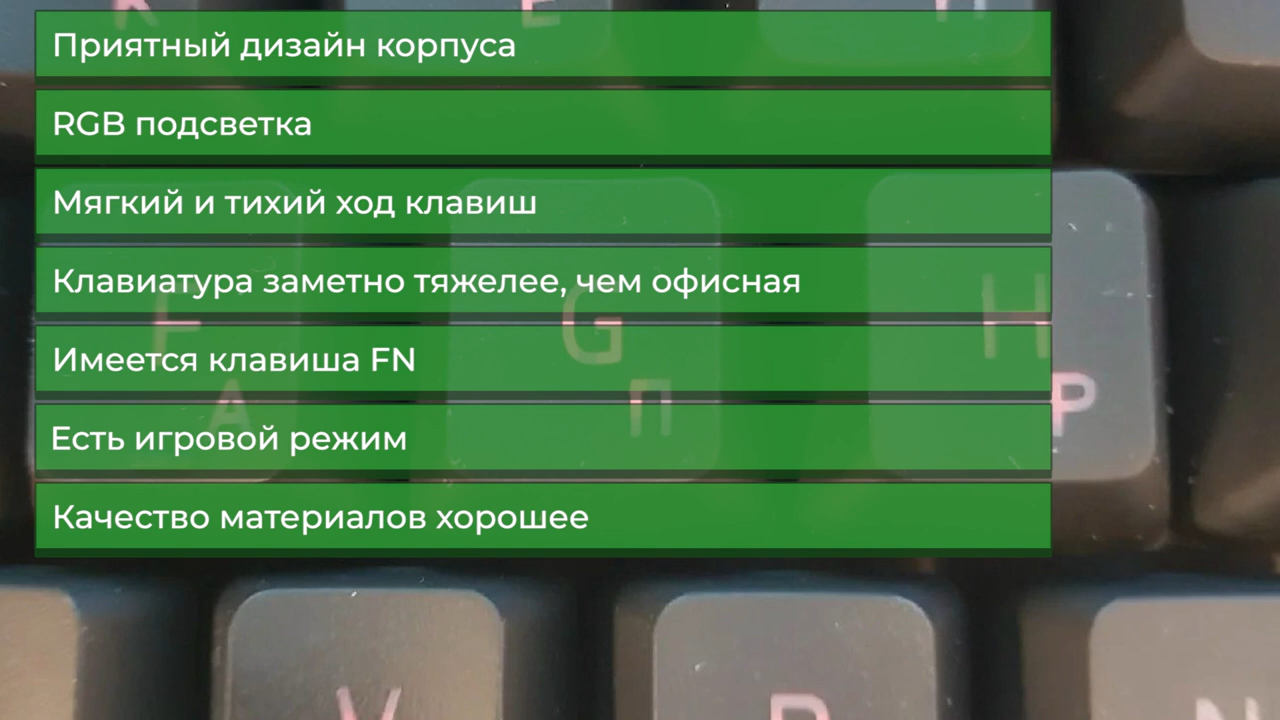 К Е Н
Приятный дизайн корпуса
RGB подсветка
Мягкий и тихий ход клавиш
Клавиатура заметно тяжелее, чем офисная
F G H
Имеется клавиша FN
А П Р
Есть игровой режим
Качество материалов хорошее
V B N